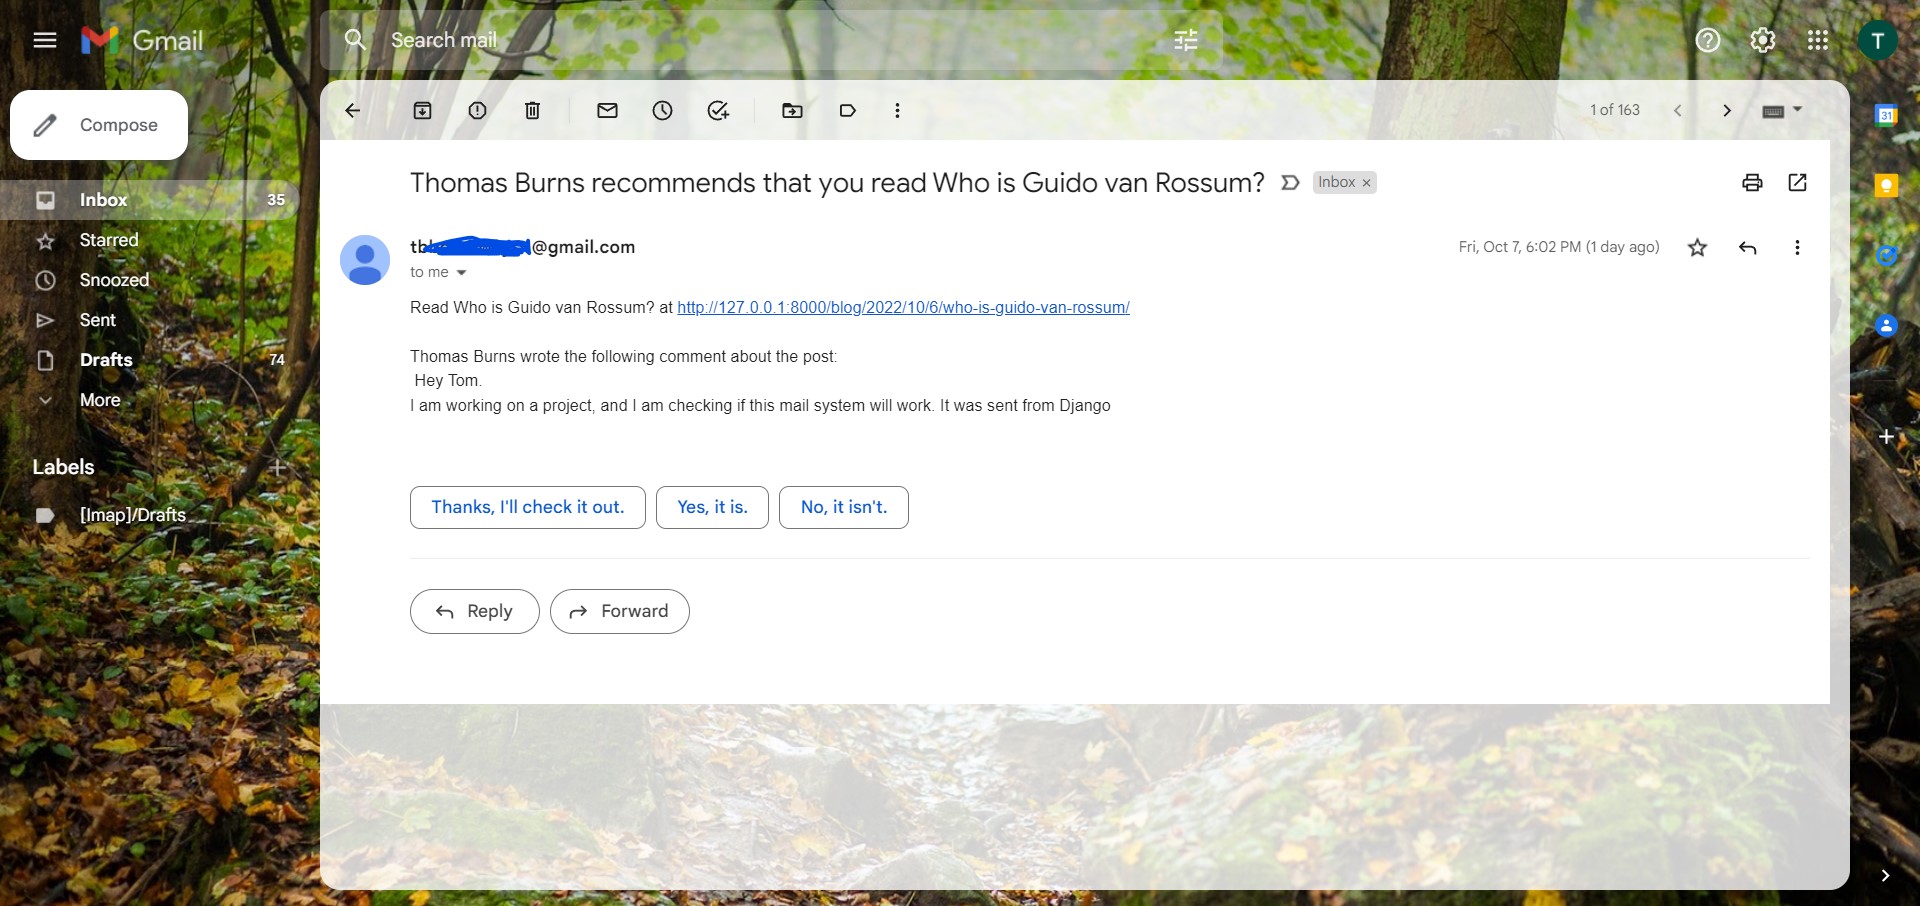 Gmail
Search mail
T
Compose
1 of 163
31
Inbox 35
Starred
Snoozed
Sent
Drafts 74
More
Labels
[Imap]/Drafts
Thomas Burns recommends that you read Who is Guido van Rossum? Inbox ×
@gmail.com
Fri, Oct 7, 6:02 PM (1 day ago)
to me
Read Who is Guido van Rossum? at http://127.0.0.1:8000/blog/2022/10/6/who-is-guido-van-rossum/
Thomas Burns wrote the following comment about the post:
Hey Tom.
I am working on a project, and I am checking if this mail system will work. It was sent from Django
Thanks, I'll check it out.
Yes, it is.
No, it isn't.
Reply
Forward